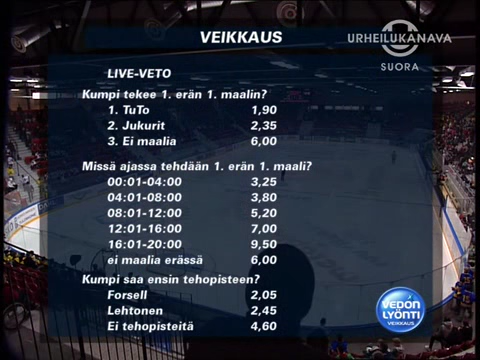 VEIKKAUS
URHEILUKANAVA
SUORA
LIVE-VETO
Kumpi tekee 1. erän 1. maalin?
1. TuTo 1,90
2. Jukurit 2,35
3. Ei maalia 6,00
Missä ajassa tehdään 1. erän 1. maali?
00:01-04:00 3,25
04:01-08:00 3,80
08:01-12:00 5,20
12:01-16:00 7,00
16:01-20:00 9,50
ei maalia erässä 6,00
Kumpi saa ensin tehopisteen?
Forsell 2,05
Lehtonen 2,45
Ei tehopisteitä 4,60
VEDON
LYÖNTI
VEIKKAUS